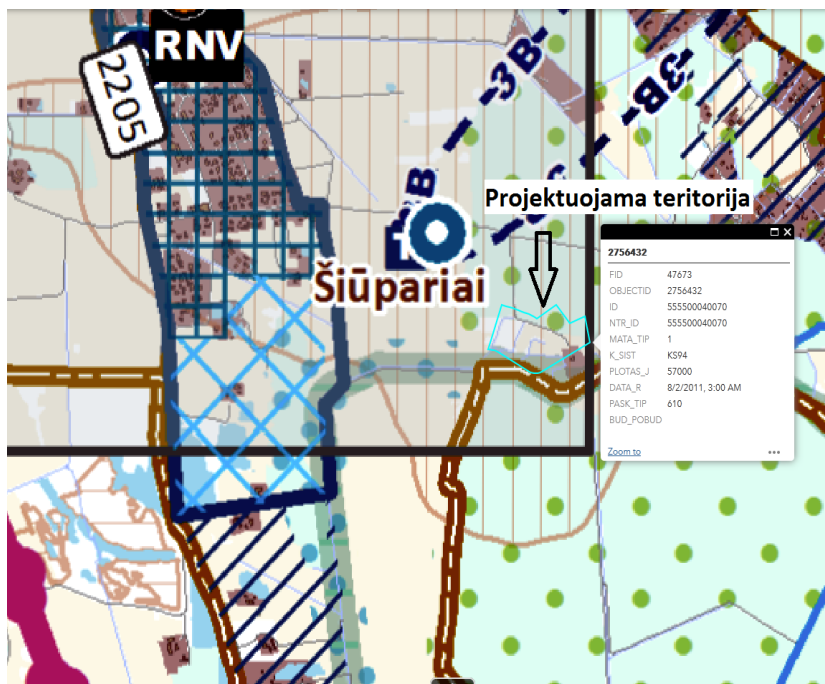 RNV
2205
3B
3B
3B
Šiūpariai
Projektuojama teritorija
2756432
FID 47673
OBJECTID 2756432
ID 555500040070
NTR_ID 555500040070
MATA_TIP 1
K_SIST KS94
PLOTAS_J 57000
DATA_R 8/2/2011, 3:00 AM
PASK_TIP 610
BUD_POBUD
Zoom to